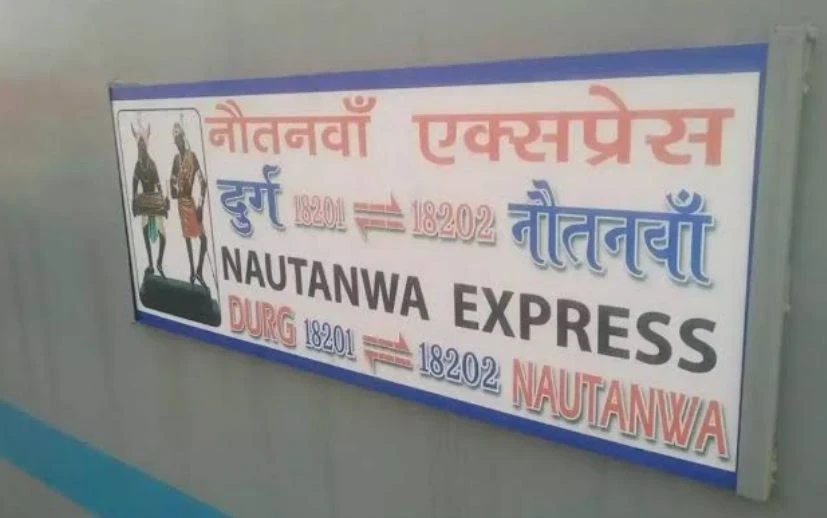 नौतनवाँ एक्सप्रेस
दुर्ग 18201 ⇌ 18202 नौतनवाँ
NAUTANWA EXPRESS
DURG 18201 ⇌ 18202 NAUTANWA